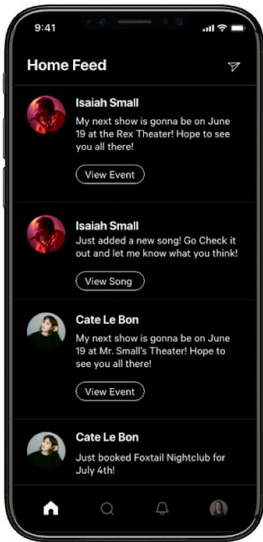 9:41
Home Feed
Isaiah Small
My next show is gonna be on June
19 at the Rex Theater! Hope to see
you all there!
View Event
Isaiah Small
Just added a new song! Go Check it
out and let me know what you think!
View Song
Cate Le Bon
My next show is gonna be on June
19 at Mr. Small's Theater! Hope to
see you all there!
View Event
Cate Le Bon
Just booked Foxtail Nightclub for
July 4th!